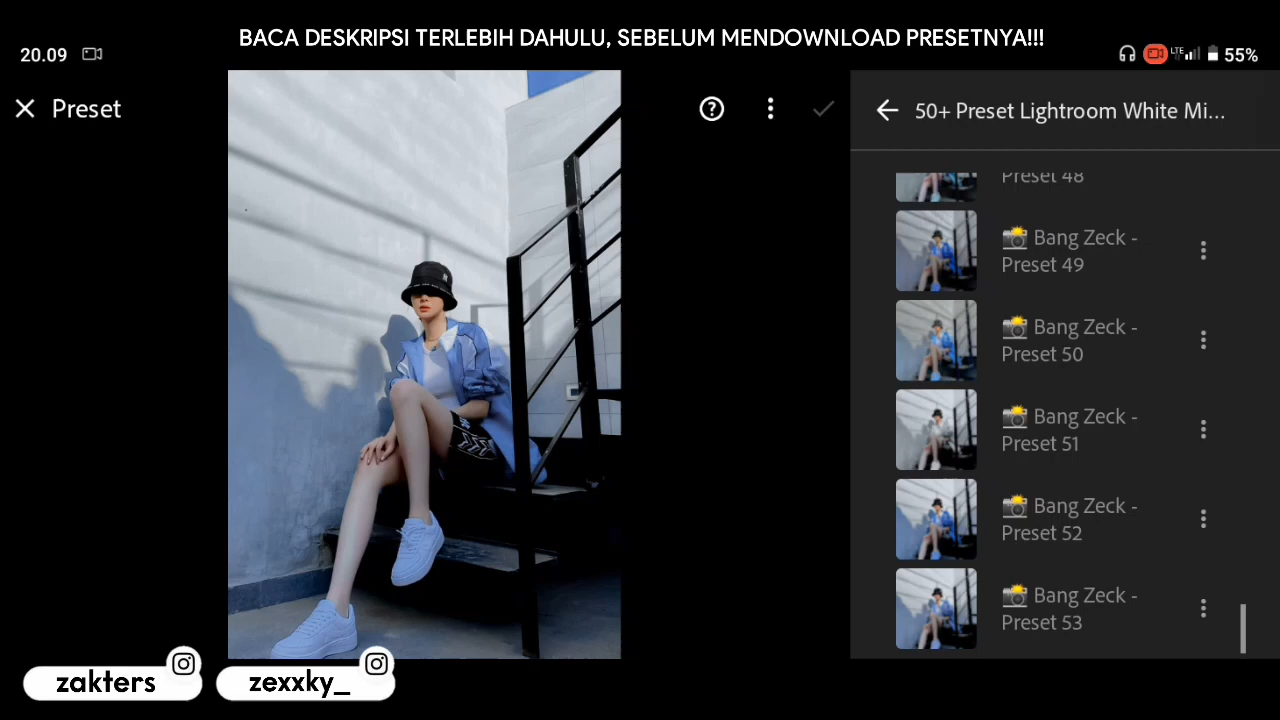 BACA DESKRIPSI TERLEBIH DAHULU, SEBELUM MENDOWNLOAD PRESETNYA!!!
20.09
LTE
55%
Preset
50+ Preset Lightroom White Mi...
Preset 48
Bang Zeck -
Preset 49
Bang Zeck -
Preset 50
Bang Zeck -
Preset 51
Bang Zeck -
Preset 52
Bang Zeck -
Preset 53
zakters
zexxky_